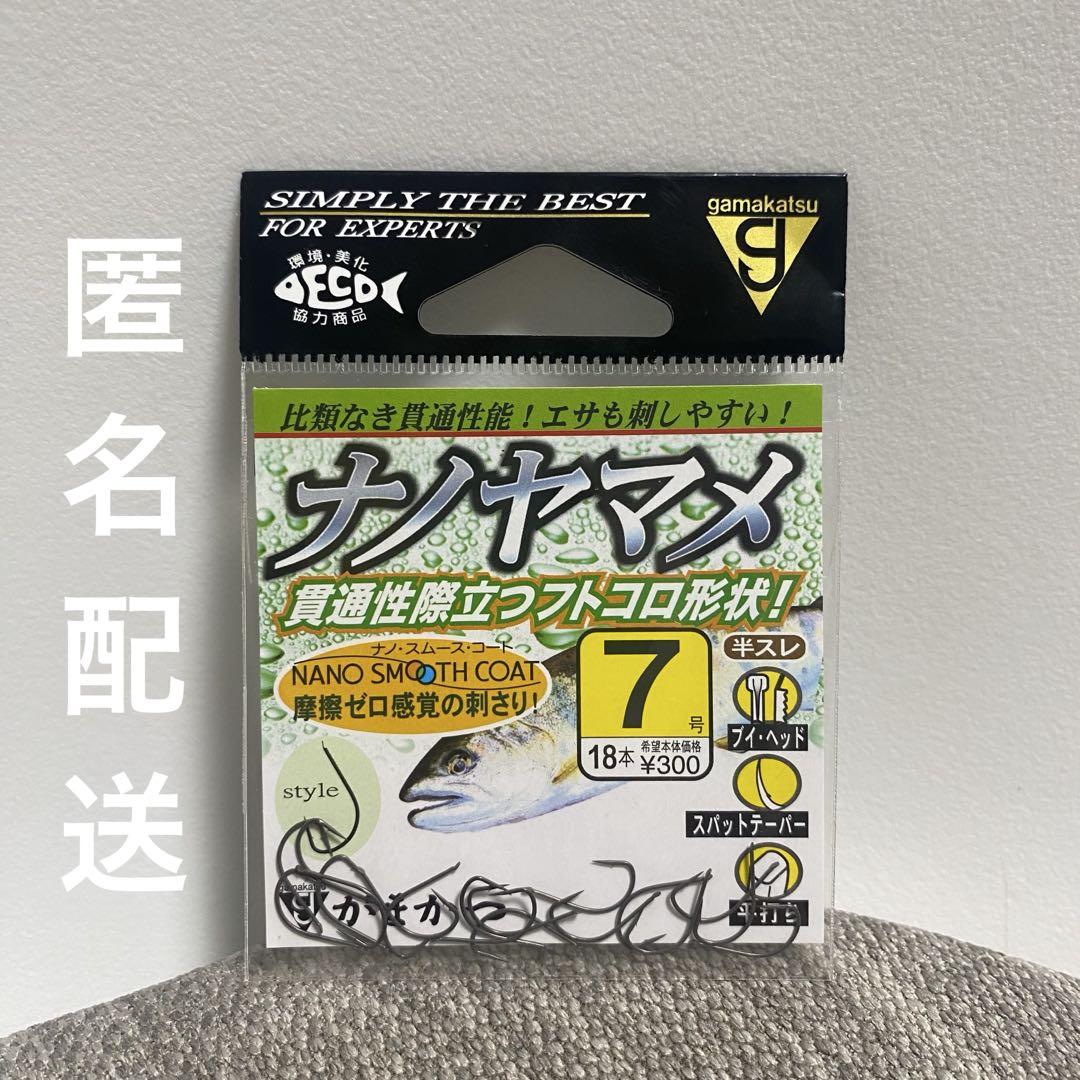 匿名配送
SIMPLY THE BEST
FOR EXPERTS
gamakatsu
g
環境・美化
ECO
協力商品
比類なき貫通性能！エサも刺しやすい！
ナノヤマメ
貫通性際立つフトコロ形状！
ナノ・スムース・コート
NANO SMOOTH COAT
摩擦ゼロ感覚の刺さり！
7号
18本 希望本体価格 ¥300
半スレ
ブイ・ヘッド
スパットテーパー
平打ち
style
gamakatsu
g がまかつ